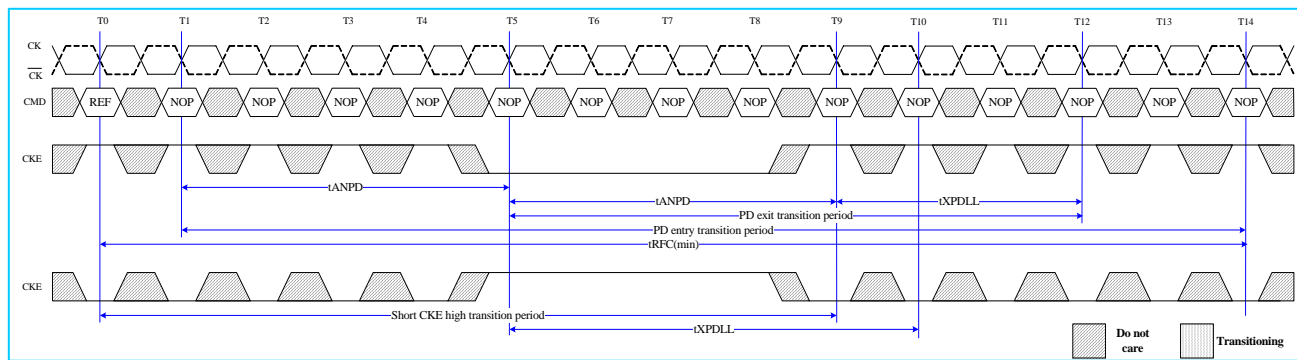 T0 T1 T2 T3 T4 T5 T6 T7 T8 T9 T10 T11 T12 T13 T14
CK
CK
CMD REF NOP NOP NOP NOP NOP NOP NOP NOP NOP NOP NOP NOP NOP NOP
CKE
tANPD
tANPD tXPDLL
PD exit transition period
PD entry transition period
tRFC(min)
CKE
Short CKE high transition period
tXPDLL
Do not care
Transitioning